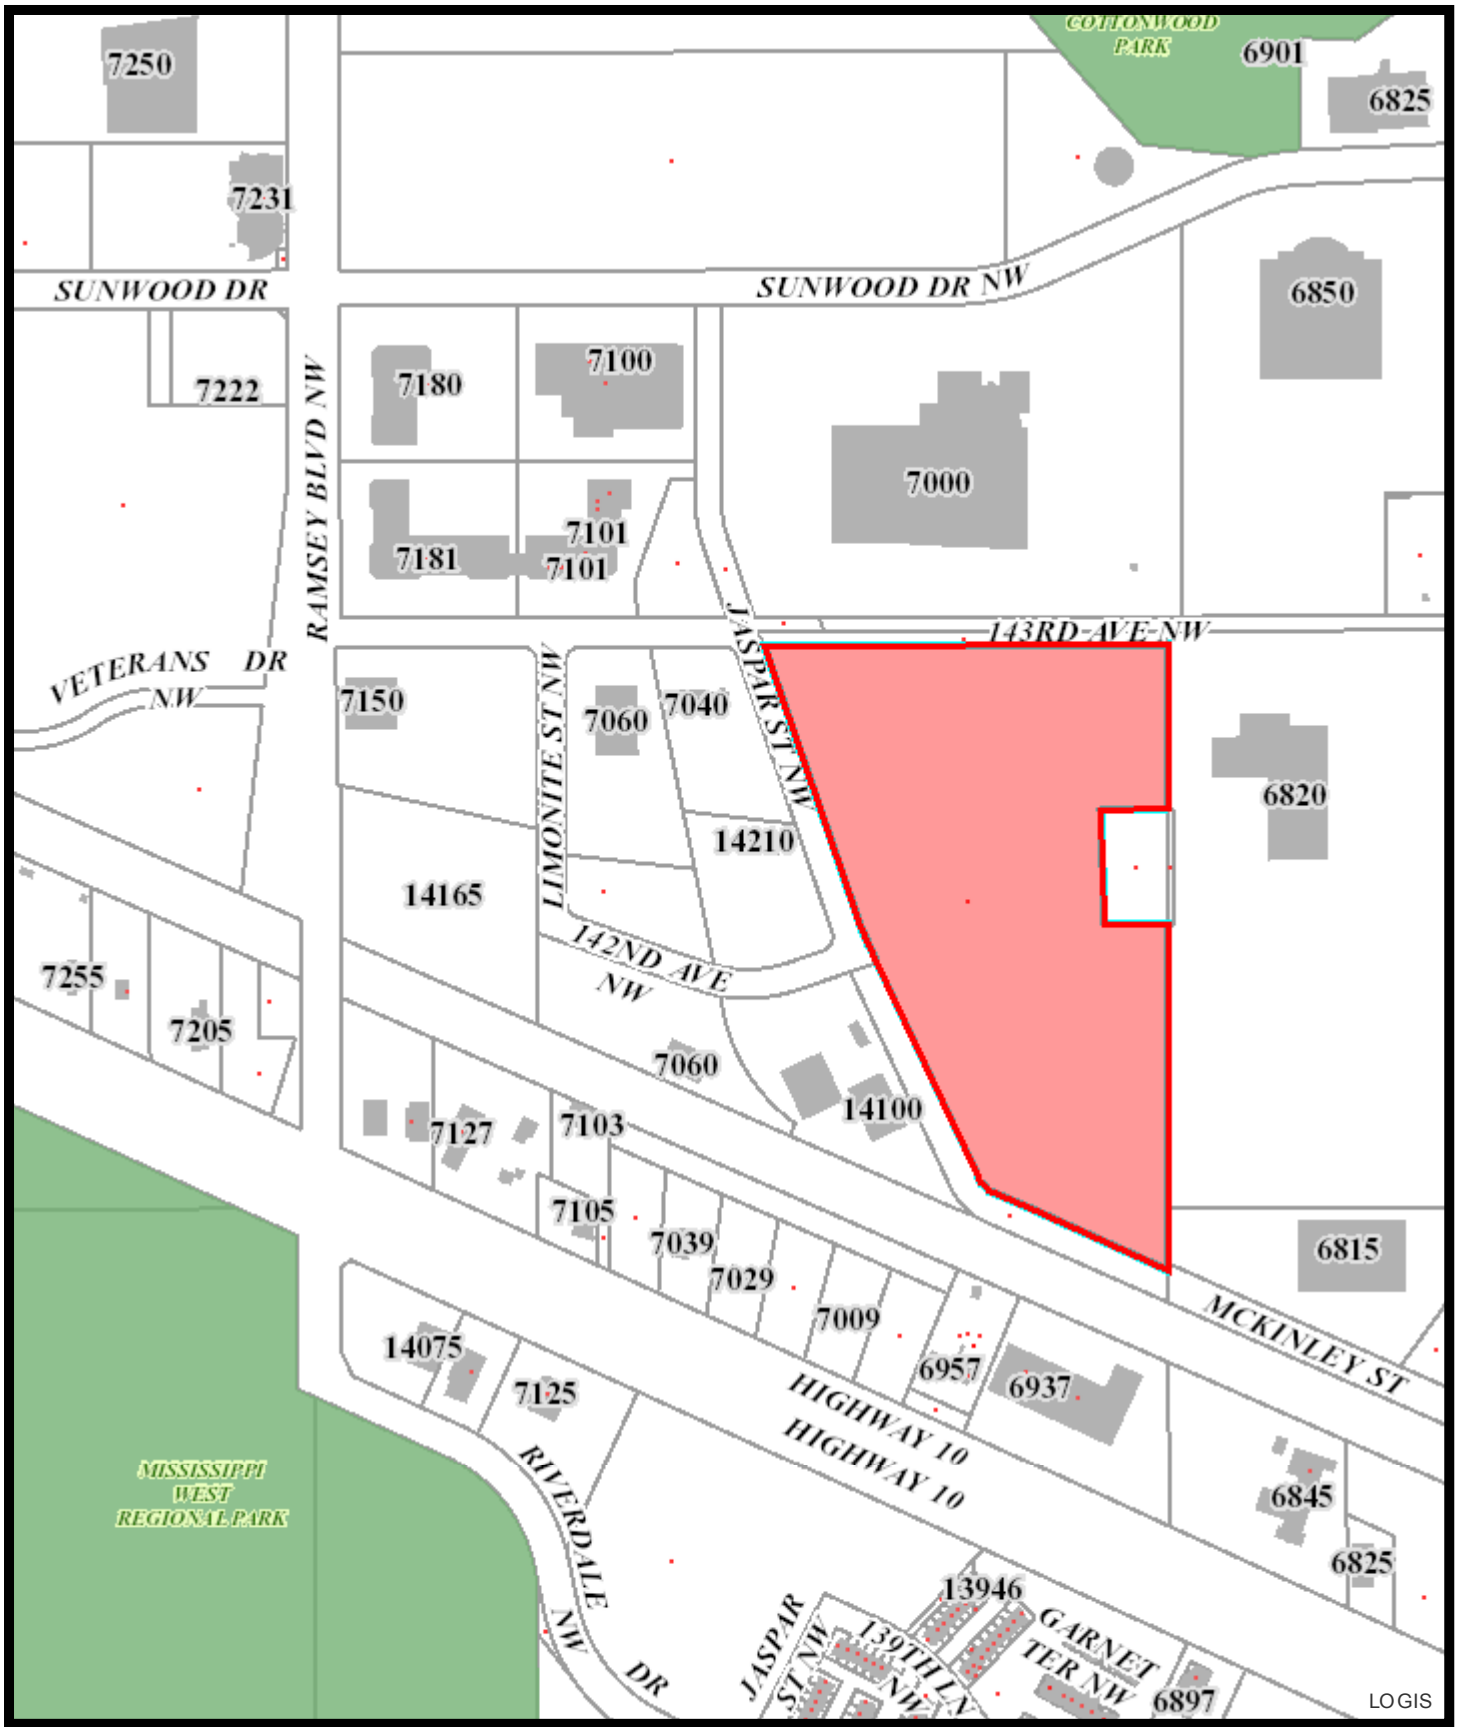 COTTONWOOD
PARK
6901
7250
6825
7231
SUNWOOD DR
SUNWOOD DR NW
6850
7222
RAMSEY BLVD NW
7180
7100
7000
7181
7101
7101
JASPAR ST NW
143RD AVE NW
VETERANS DR
NW
7150
LIMONITE ST NW
7060
7040
6820
14210
14165
142ND AVE
NW
7255
7205
7060
14100
7127
7103
7105
7039
7029
7009
6815
MCKINLEY ST
14075
7125
6957
6937
HIGHWAY 10
HIGHWAY 10
MISSISSIPPI
WEST
REGIONAL PARK
RIVERDALE
NW
DR
6845
6825
13946
JASPAR
ST NW
139TH LN
NW
GARNET
TER NW
6897
LOGIS